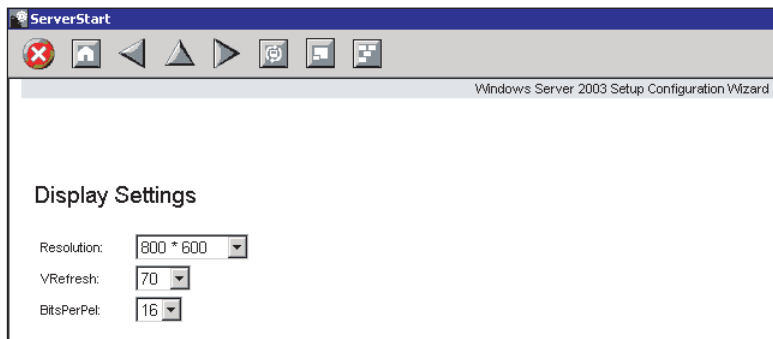 ServerStart
Windows Server 2003 Setup Configuration Wizard
Display Settings
Resolution: 800 * 600
VRefresh: 70
BitsPerPel: 16